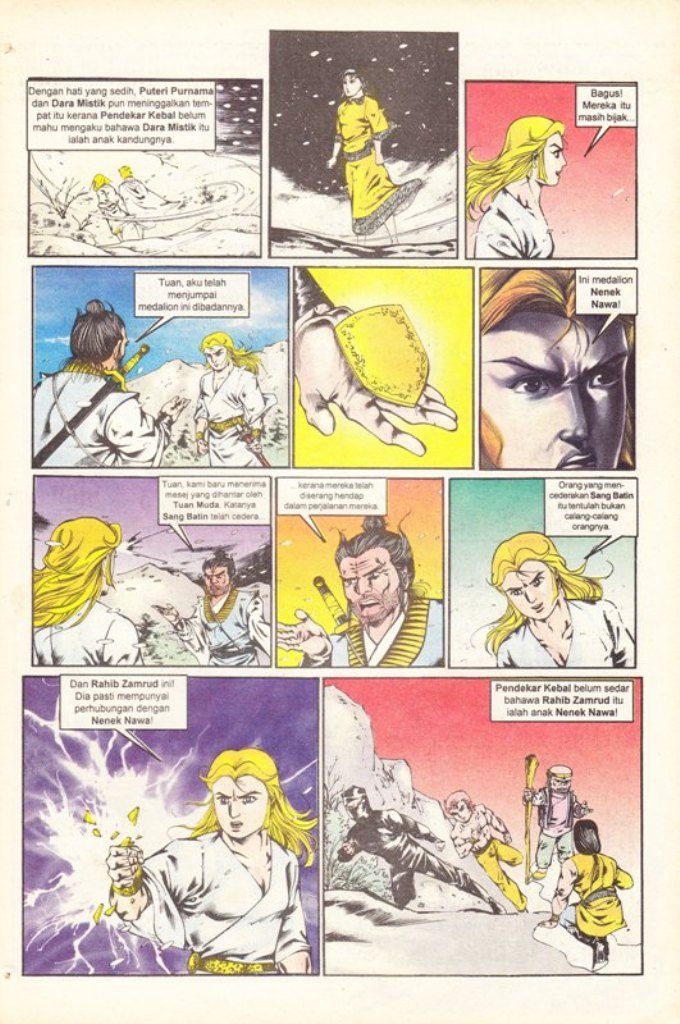 Dengan hati yang sedih, Puteri Purnama
dan Dara Mistik pun meninggalkan tem-
pat itu kerana Pendekar Kebal belum
mahu mengaku bahawa Dara Mistik itu
ialah anak kandungnya.
Bagus!
Mereka itu
masih bijak...
Tuan, aku telah
menjumpai
medalion ini dibadannya.
Ini medalion
Nenek
Nawa!
Tuan, kami baru menerima
mesej yang dihantar oleh
Tuan Muda. Katanya
Sang Batin telah cedera...
... kerana mereka telah
diserang hendap
dalam perjalanan mereka.
Orang yang men-
cederakan Sang Batin
itu tentulah bukan
calang-calang
orangnya.
Dan Rahib Zamrud ini!
Dia pasti mempunyai
perhubungan dengan
Nenek Nawa!
Pendekar Kebal belum sedar
bahawa Rahib Zamrud itu
ialah anak Nenek Nawa!